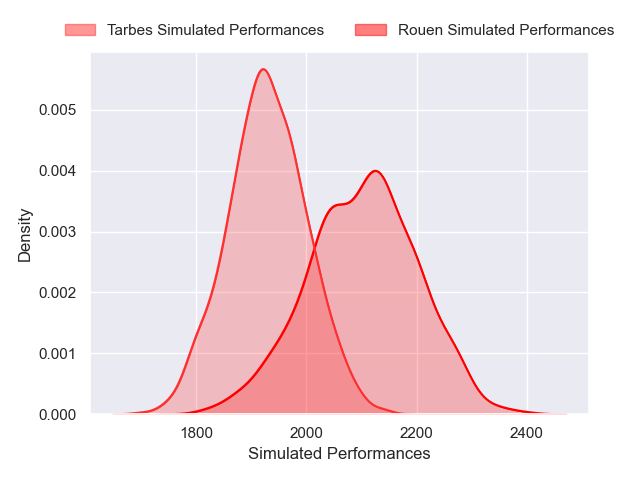 Tarbes Simulated Performances Rouen Simulated Performances
0.005
0.004
0.003
0.002
0.001
0.000
Density
1800 2000 2200 2400
Simulated Performances